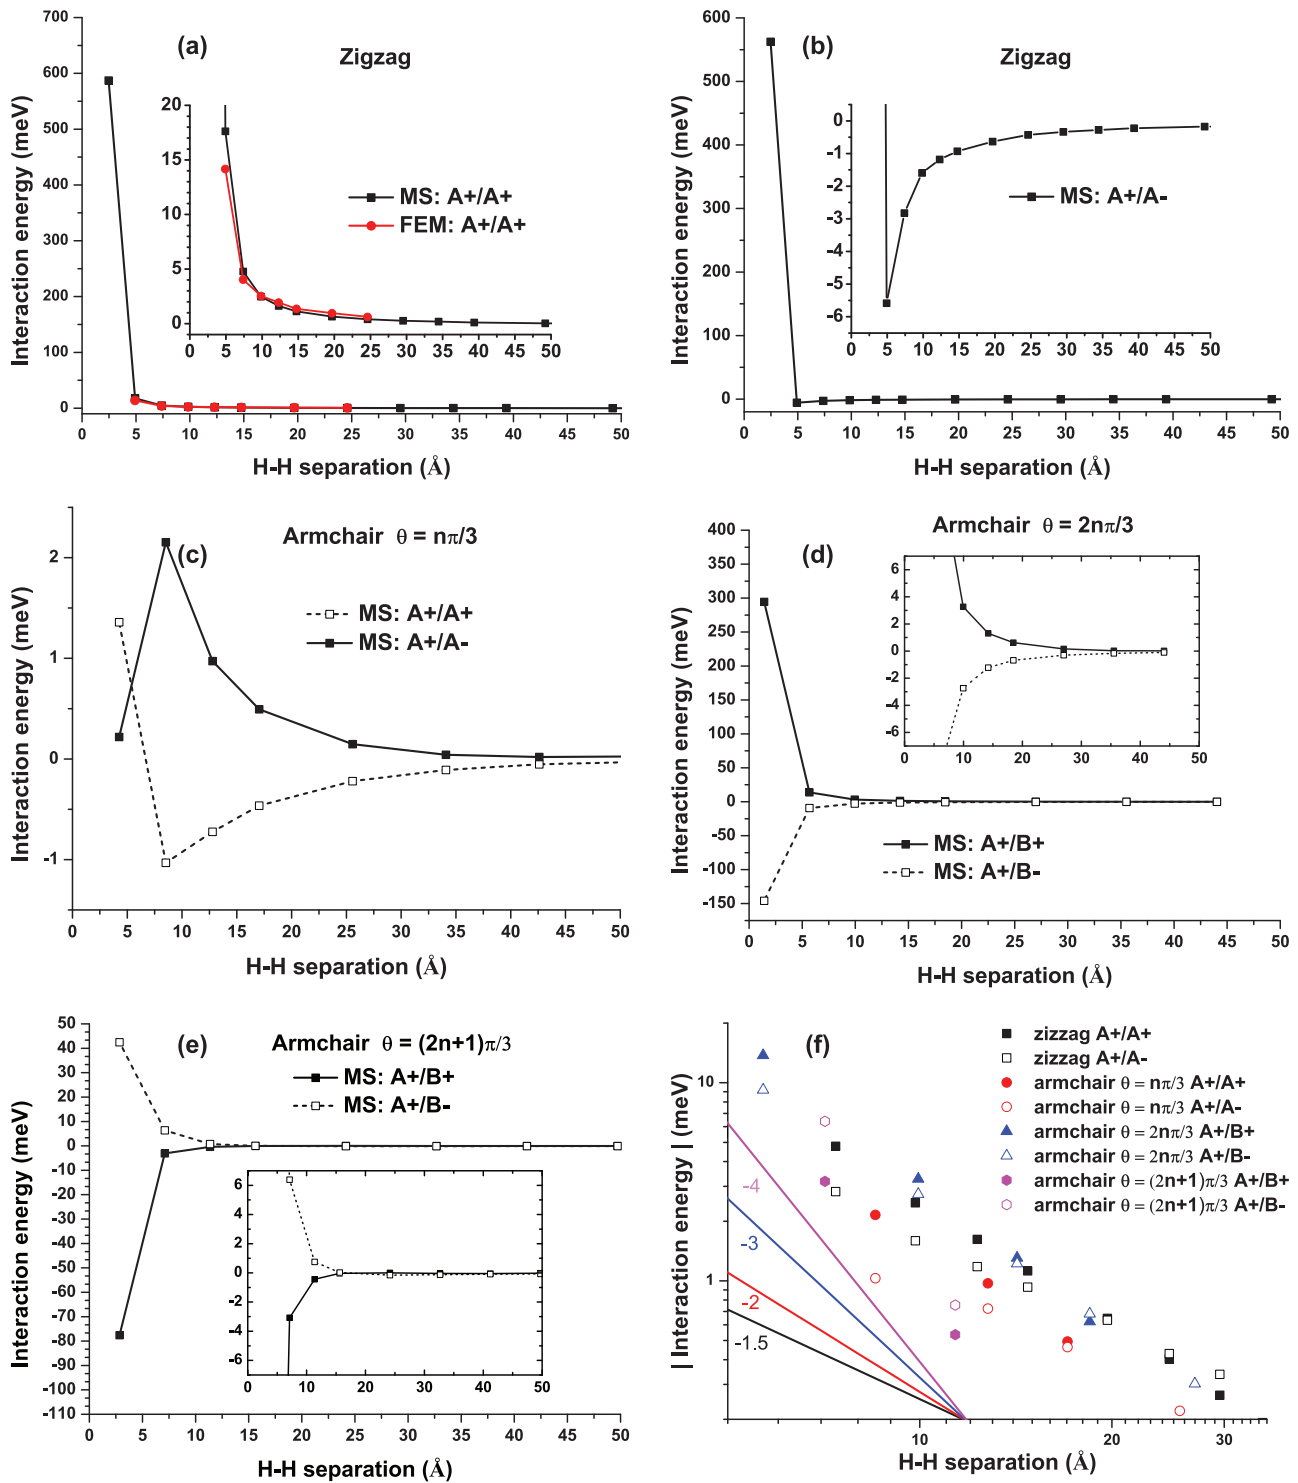 (a)
Zigzag
Interaction energy (meV)
700
600
500
400
300
200
100
0
0 5 10 15 20 25 30 35 40 45 50
H-H separation (Å)
20
15
10
5
0
0 5 10 15 20 25 30 35 40 45 50
MS: A+/A+
FEM: A+/A+
(b)
Zigzag
Interaction energy (meV)
600
500
400
300
200
100
0
0 5 10 15 20 25 30 35 40 45 50
H-H separation (Å)
0
-1
-2
-3
-4
-5
-6
0 5 10 15 20 25 30 35 40 45 50
MS: A+/A-
(c)
Armchair θ = nπ/3
Interaction energy (meV)
2
1
0
-1
0 5 10 15 20 25 30 35 40 45 50
H-H separation (Å)
MS: A+/A+
MS: A+/A-
Armchair θ = 2nπ/3
(d)
Interaction energy (meV)
400
350
300
250
200
150
100
50
0
-50
-100
-150
0 5 10 15 20 25 30 35 40 45 50
H-H separation (Å)
6
4
2
0
-2
-4
-6
0 10 20 30 40 50
MS: A+/B+
MS: A+/B-
(e)
Armchair θ = (2n+1)π/3
Interaction energy (meV)
50
40
30
20
10
0
-10
-20
-30
-40
-50
-60
-70
-80
-90
-100
-110
0 5 10 15 20 25 30 35 40 45 50
H-H separation (Å)
MS: A+/B+
MS: A+/B-
6
4
2
0
-2
-4
-6
0 10 20 30 40 50
(f)
| Interaction energy | (meV)
10
1
10 20 30
H-H separation (Å)
zizzag A+/A+
zizzag A+/A-
armchair θ = nπ/3 A+/A+
armchair θ = nπ/3 A+/A-
armchair θ = 2nπ/3 A+/B+
armchair θ = 2nπ/3 A+/B-
armchair θ = (2n+1)π/3 A+/B+
armchair θ = (2n+1)π/3 A+/B-
-4
-3
-2
-1.5